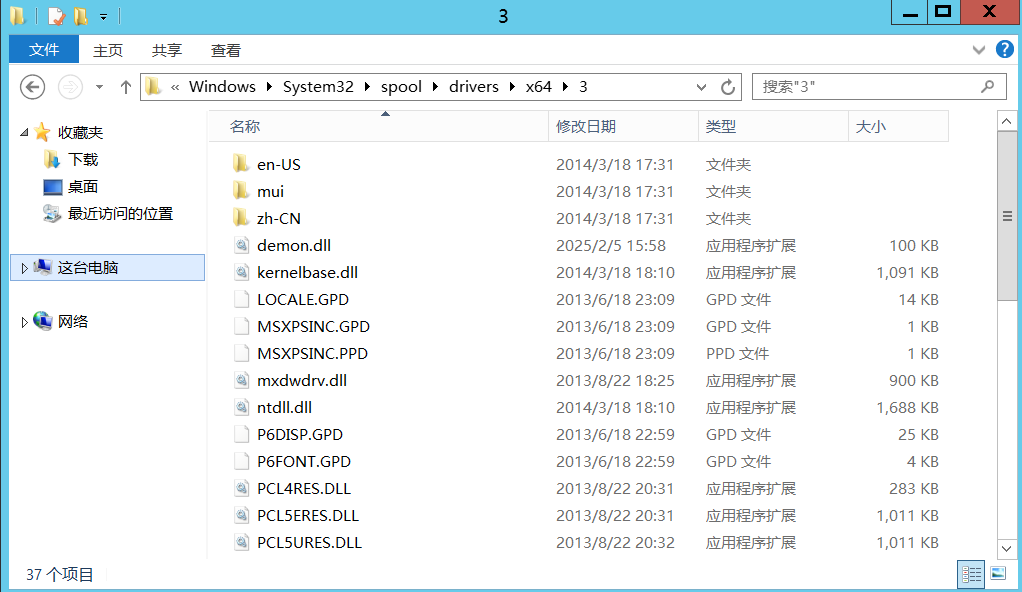 3
文件 主页 共享 查看
« Windows System32 spool drivers x64 3 搜索"3"
名称 修改日期 类型 大小
收藏夹
下载
桌面
最近访问的位置
这台电脑
网络
en-US 2014/3/18 17:31 文件夹
mui 2014/3/18 17:31 文件夹
zh-CN 2014/3/18 17:31 文件夹
demon.dll 2025/2/5 15:58 应用程序扩展 100 KB
kernelbase.dll 2014/3/18 18:10 应用程序扩展 1,091 KB
LOCALE.GPD 2013/6/18 23:09 GPD 文件 14 KB
MSXPSINC.GPD 2013/6/18 23:09 GPD 文件 1 KB
MSXPSINC.PPD 2013/6/18 23:09 PPD 文件 1 KB
mxdwdrv.dll 2013/8/22 18:25 应用程序扩展 900 KB
ntdll.dll 2014/3/18 18:10 应用程序扩展 1,688 KB
P6DISP.GPD 2013/6/18 22:59 GPD 文件 25 KB
P6FONT.GPD 2013/6/18 22:59 GPD 文件 4 KB
PCL4RES.DLL 2013/8/22 20:31 应用程序扩展 283 KB
PCL5ERES.DLL 2013/8/22 20:31 应用程序扩展 1,011 KB
PCL5URES.DLL 2013/8/22 20:32 应用程序扩展 1,011 KB
37 个项目